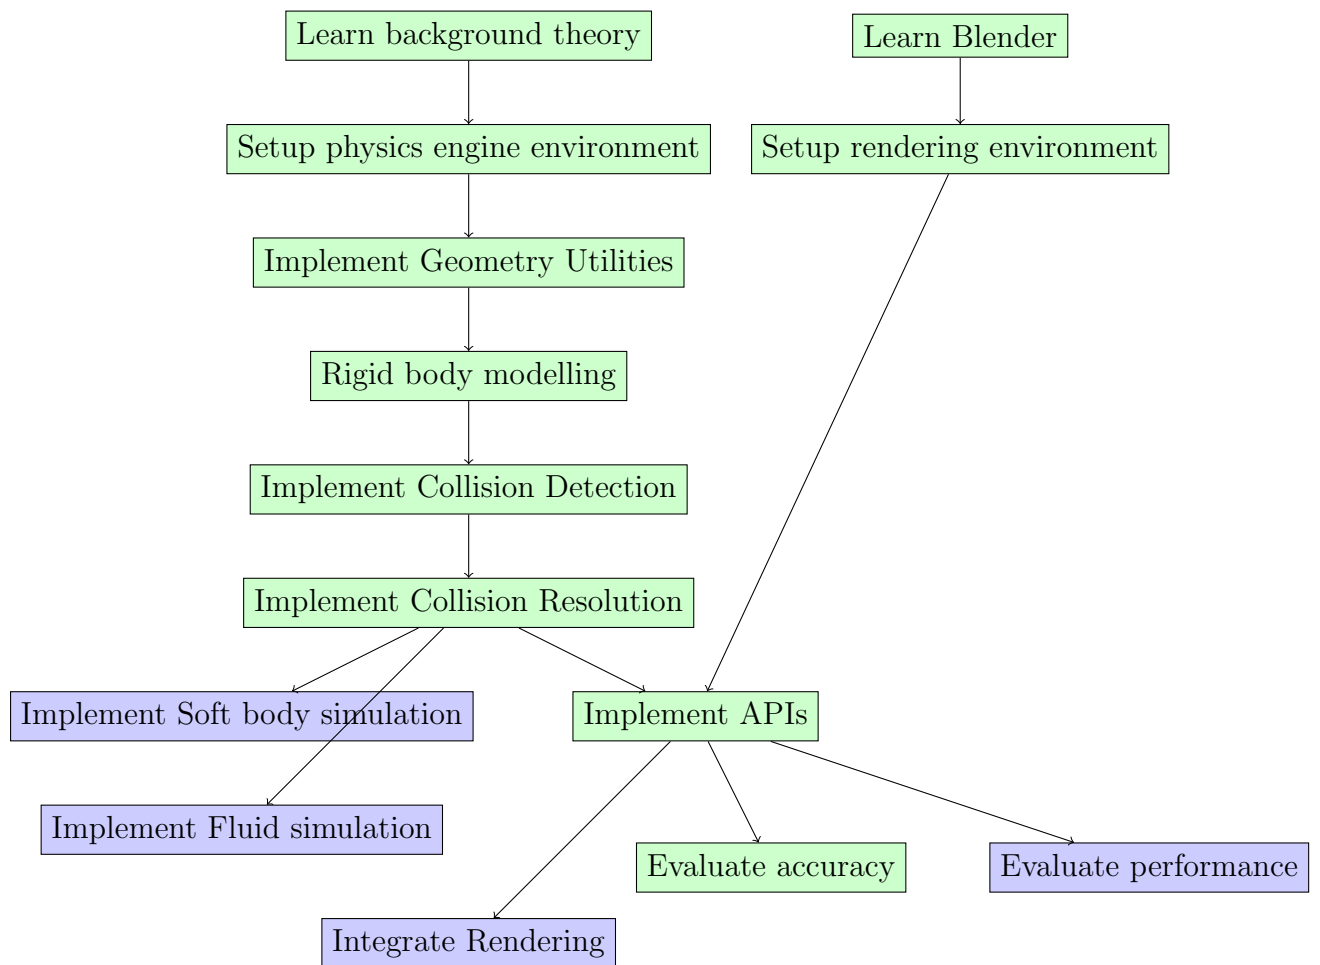 Learn background theory
Learn Blender
Setup physics engine environment
Setup rendering environment
Implement Geometry Utilities
Rigid body modelling
Implement Collision Detection
Implement Collision Resolution
Implement Soft body simulation
Implement APIs
Implement Fluid simulation
Evaluate accuracy
Evaluate performance
Integrate Rendering